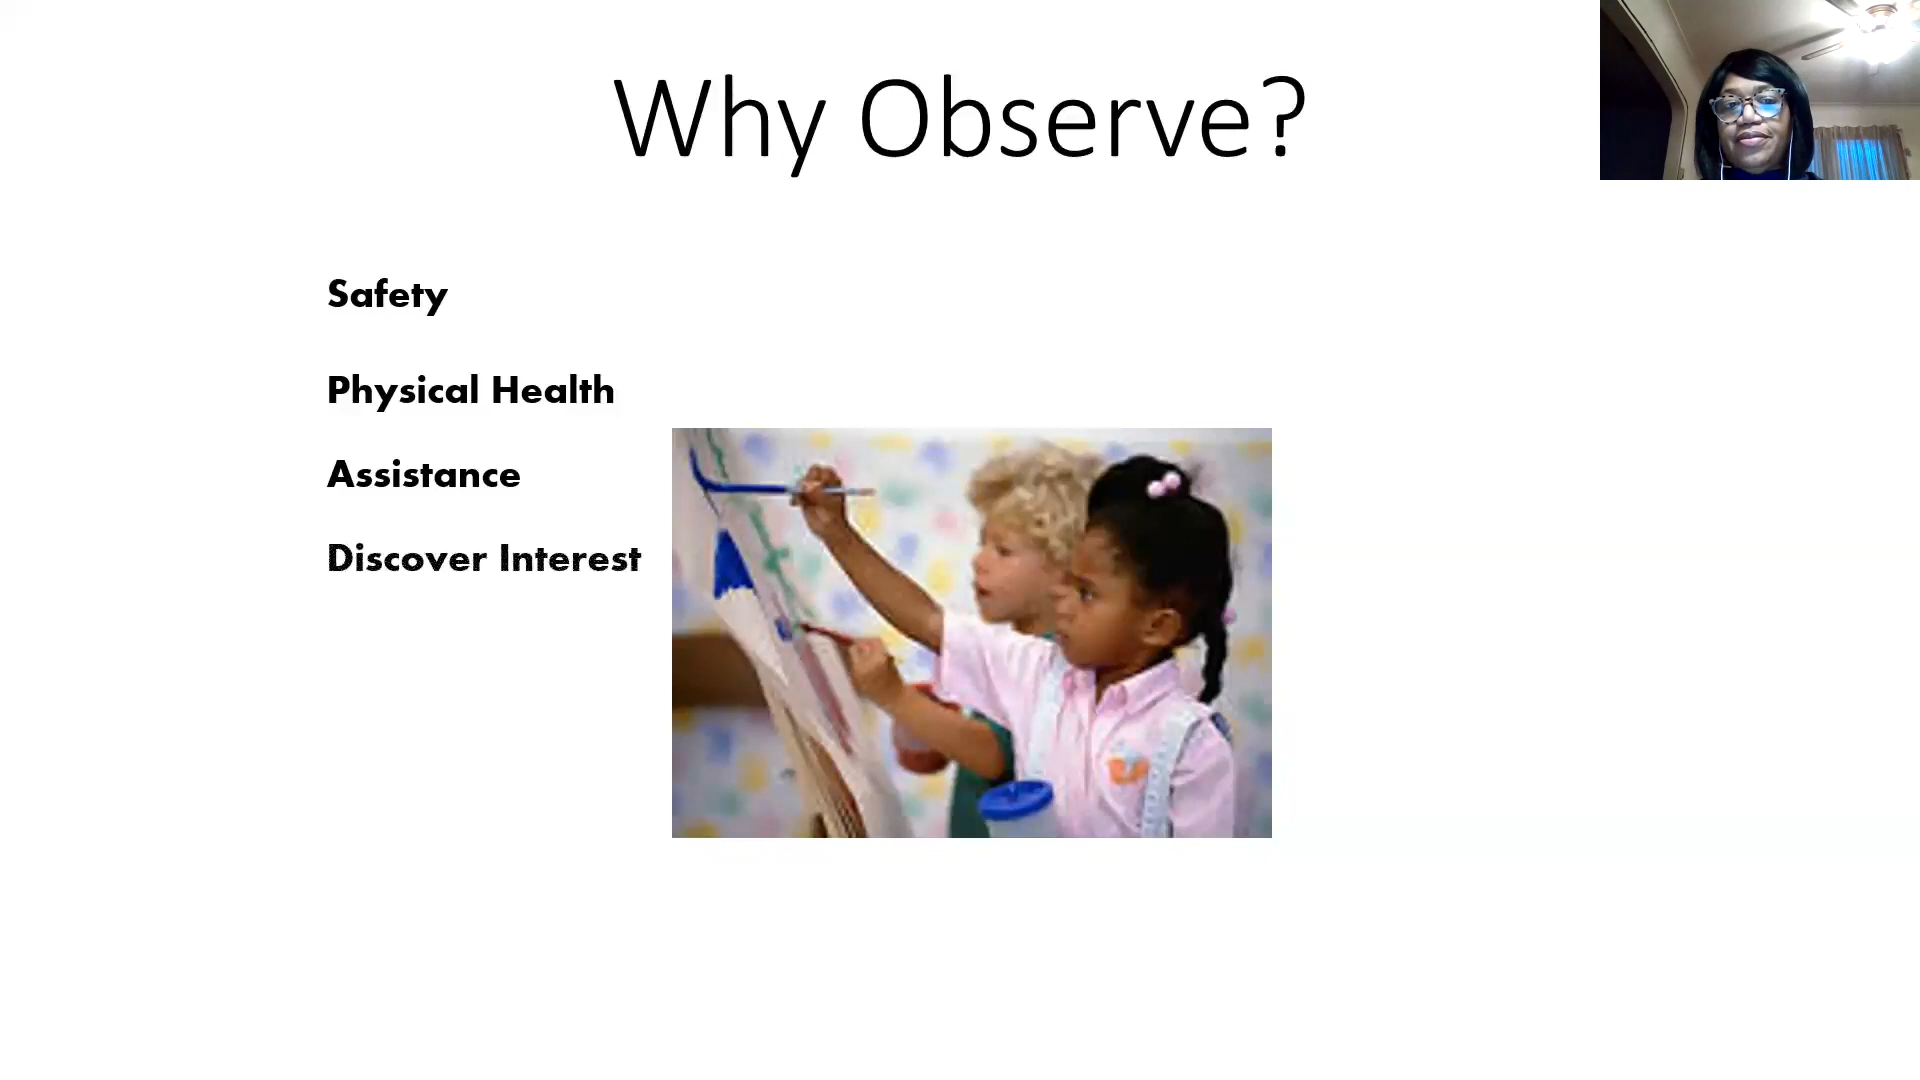 Why Observe?
Safety
Physical Health
Assistance
Discover Interest